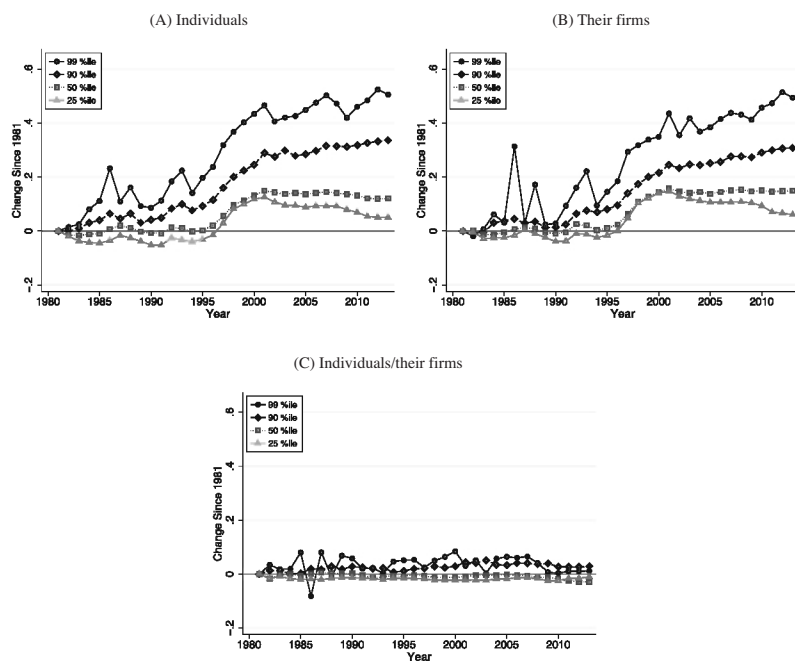 (A) Individuals
99 %ile
90 %ile
50 %ile
25 %ile
Change Since 1981
.6
.4
.2
0
-.2
1980 1985 1990 1995 2000 2005 2010
Year
(B) Their firms
99 %ile
90 %ile
50 %ile
25 %ile
Change Since 1981
.6
.4
.2
0
-.2
1980 1985 1990 1995 2000 2005 2010
Year
(C) Individuals/their firms
99 %ile
90 %ile
50 %ile
25 %ile
Change Since 1981
.6
.4
.2
0
-.2
1980 1985 1990 1995 2000 2005 2010
Year